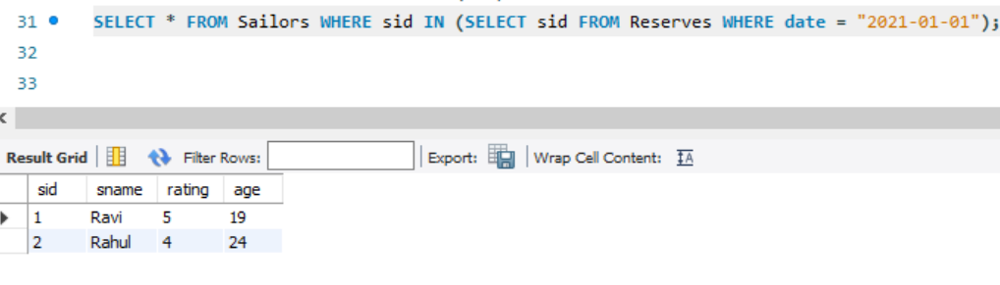 31 SELECT * FROM Sailors WHERE sid IN (SELECT sid FROM Reserves WHERE date = "2021-01-01");
32
33
Result Grid Filter Rows: Export: Wrap Cell Content: IA
sid sname rating age
1 Ravi 5 19
2 Rahul 4 24